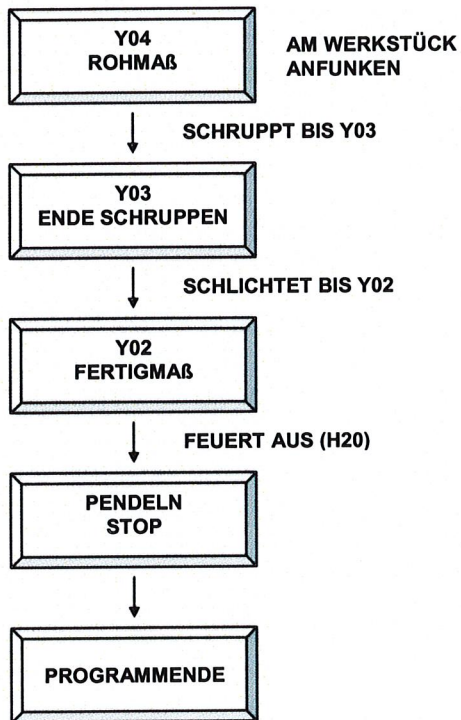 Y04
ROHMAß
AM WERKSTÜCK
ANFUNKEN
SCHRUPPT BIS Y03
Y03
ENDE SCHRUPPEN
SCHLICHTET BIS Y02
Y02
FERTIGMAß
FEUERT AUS (H20)
PENDELN
STOP
PROGRAMMENDE